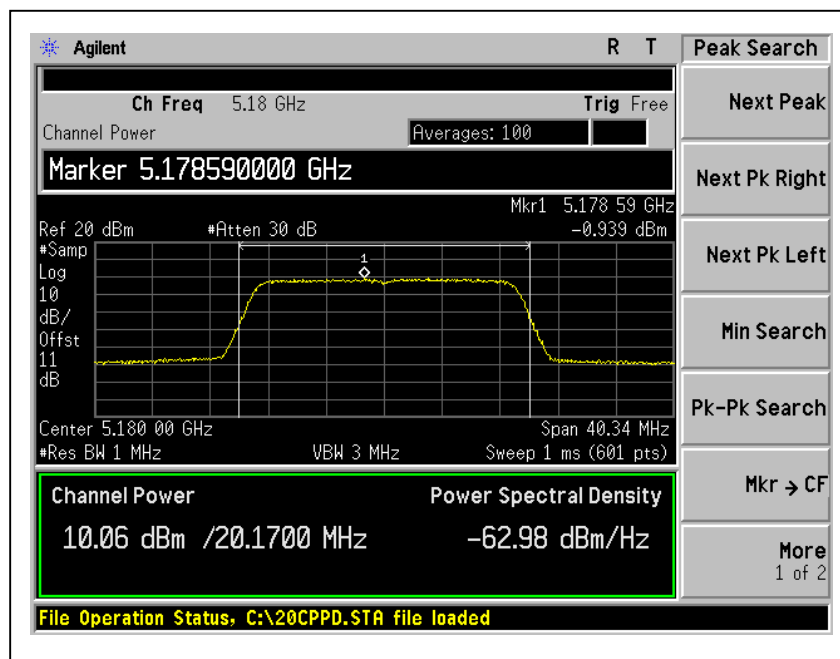 Agilent R T
Peak Search
Ch Freq 5.18 GHz Trig Free
Channel Power Averages: 100
Marker 5.178590000 GHz
Mkr1 5.178 59 GHz
Ref 20 dBm #Atten 30 dB -0.939 dBm
#Samp
Log
10
dB/
Offst
11
dB
1
Center 5.180 00 GHz Span 40.34 MHz
#Res BW 1 MHz VBW 3 MHz Sweep 1 ms (601 pts)
Channel Power Power Spectral Density
10.06 dBm /20.1700 MHz -62.98 dBm/Hz
File Operation Status, C:\20CPPD.STA file loaded
Next Peak
Next Pk Right
Next Pk Left
Min Search
Pk-Pk Search
Mkr → CF
More
1 of 2